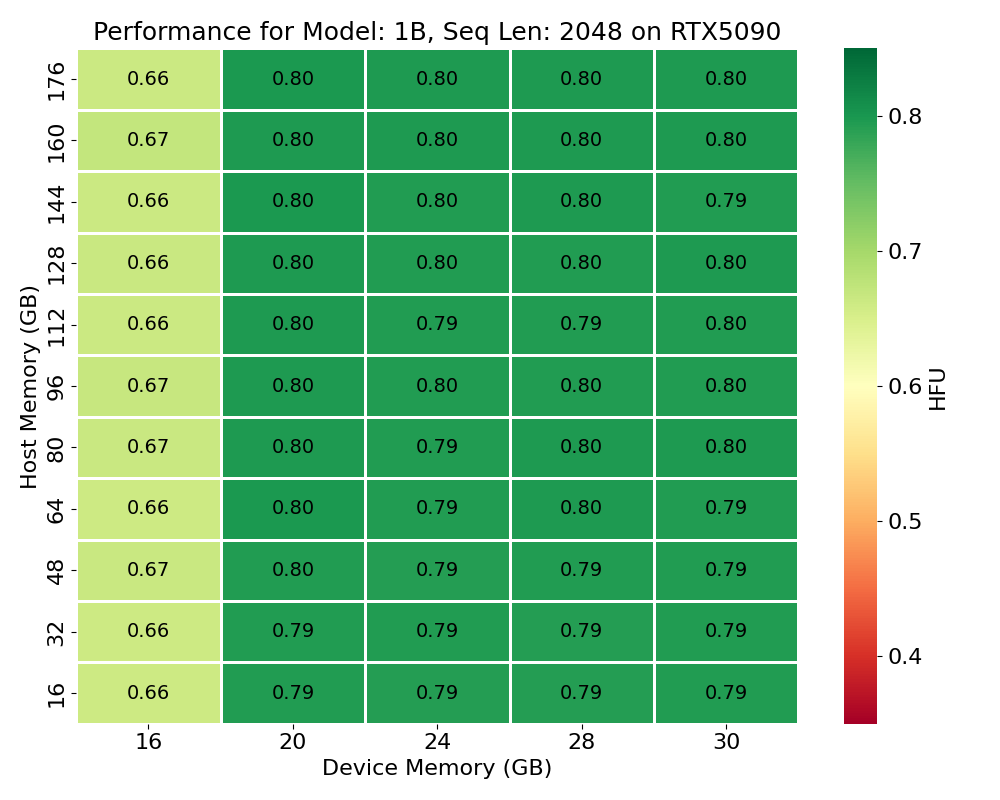 Performance for Model: 1B, Seq Len: 2048 on RTX5090
176 0.66 0.80 0.80 0.80 0.80
160 0.67 0.80 0.80 0.80 0.80
144 0.66 0.80 0.80 0.80 0.79
128 0.66 0.80 0.80 0.80 0.80
112 0.66 0.80 0.79 0.79 0.80
96 0.67 0.80 0.80 0.80 0.80
80 0.67 0.80 0.79 0.80 0.80
64 0.66 0.80 0.79 0.80 0.79
48 0.67 0.80 0.79 0.79 0.79
32 0.66 0.79 0.79 0.79 0.79
16 0.66 0.79 0.79 0.79 0.79
16 20 24 28 30
Device Memory (GB)
Host Memory (GB)
0.8
0.7
0.6
0.5
0.4
HFU